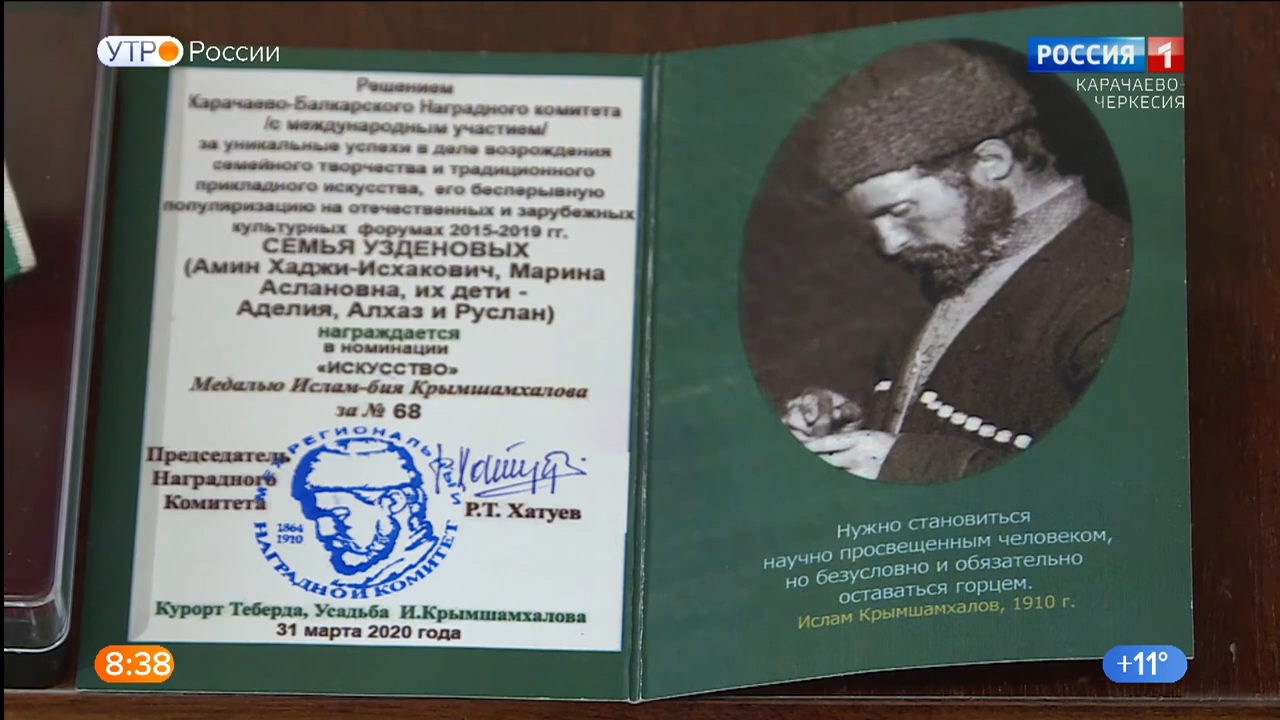 УТРО России
РОССИЯ 1
КАРАЧАЕВО-
ЧЕРКЕСИЯ
Решением
Карачаево-Балкарского Наградного комитета
/с международным участием/
за уникальные успехи в деле возрождения
семейного творчества и традиционного
прикладного искусства, его бесперывную
популяризацию на отечественных и зарубежных
культурных форумах 2015-2019 гг.
СЕМЬЯ УЗДЕНОВЫХ
(Амин Хаджи-Исхакович, Марина
Аслановна, их дети -
Аделия, Алхаз и Руслан)
награждается
в номинации
«ИСКУССТВО»
Медалью Ислам-бия Крымшамхалова
за № 68
Председатель
Наградного
Комитета
Р.Т. Хатуев
МЕЖРЕГИОНАЛЬНЫЙ
1864
1910
НАГРАДНОЙ КОМИТЕТ
Курорт Теберда, Усадьба И.Крымшамхалова
31 марта 2020 года
Нужно становиться
научно просвещенным человеком,
но безусловно и обязательно
оставаться горцем.
Ислам Крымшамхалов, 1910 г.
8:38
+11°